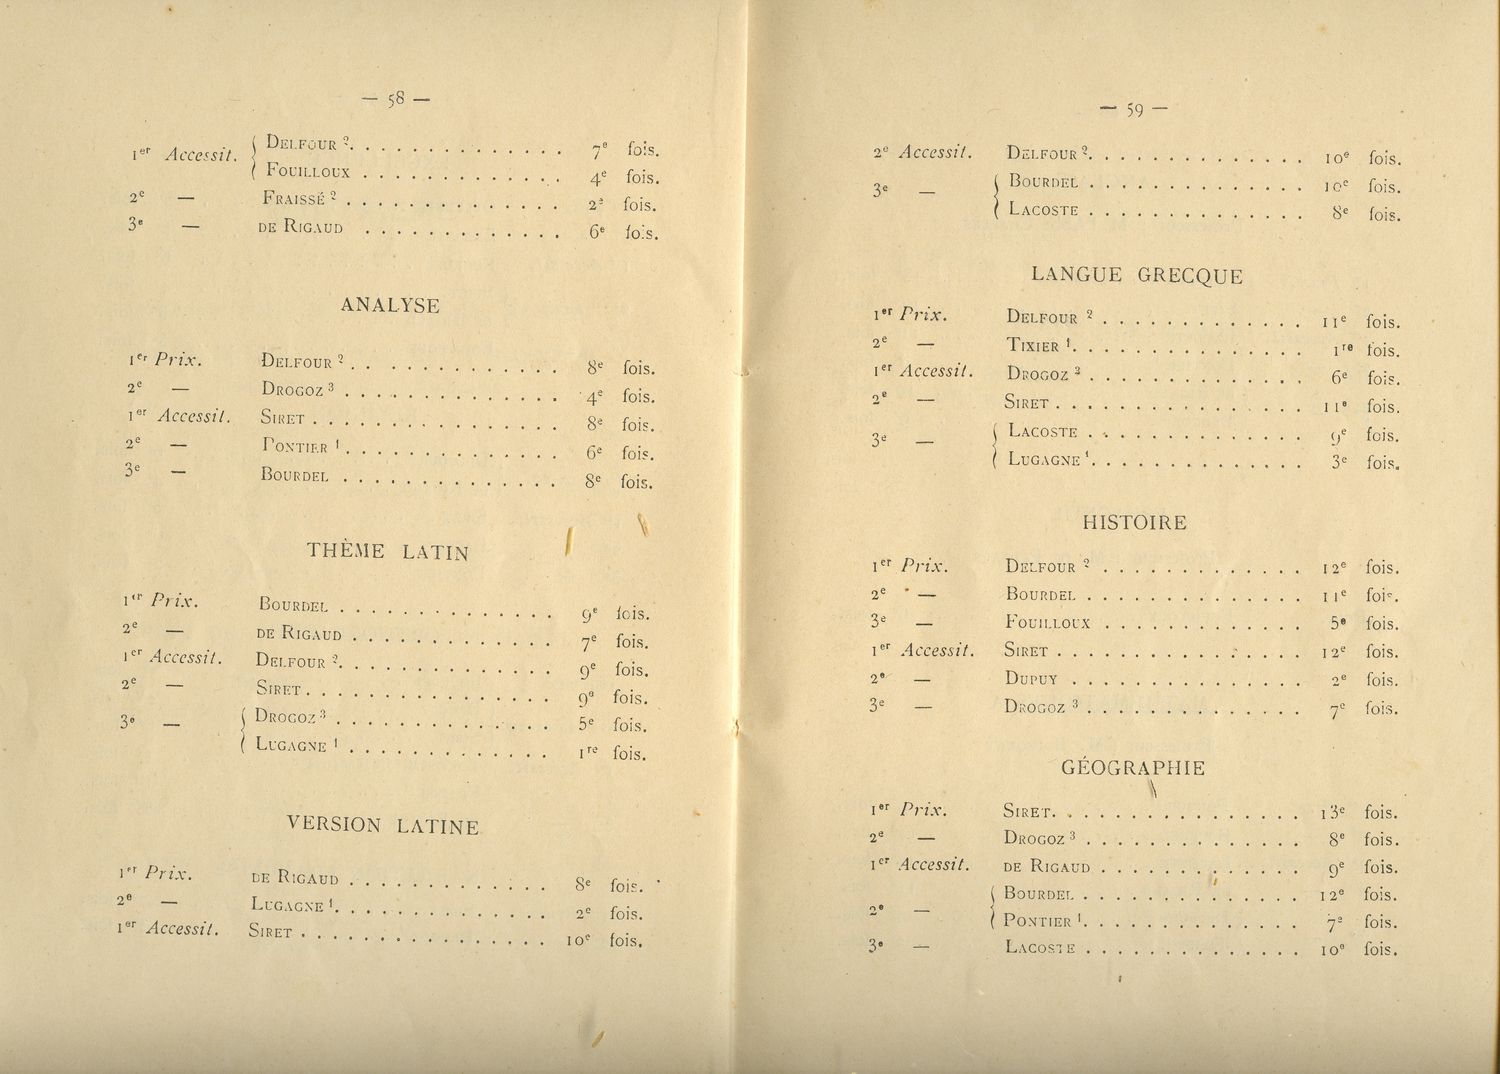 — 58 —
1er Accessit. { Delfour 2. . . . . . . . . . . . . . 7e fois.
Fouilloux . . . . . . . . . . . . . 4e fois.
2e — Fraissé 2 . . . . . . . . . . . . . . 2e fois.
3e — de Rigaud . . . . . . . . . . . . . 6e fois.
ANALYSE
1er Prix. Delfour 2 . . . . . . . . . . . . . 8e fois.
2e — Drogoz 3 . . . . . . . . . . . . . . 4e fois.
1er Accessit. Siret . . . . . . . . . . . . . . . . 8e fois.
2e — Pontier 1 . . . . . . . . . . . . . . 6e fois.
3e — Bourdel . . . . . . . . . . . . . . 8e fois.
THÈME LATIN
1er Prix. Bourdel . . . . . . . . . . . . . . 9e fois.
2e — de Rigaud . . . . . . . . . . . . . 7e fois.
1er Accessit. Delfour 2. . . . . . . . . . . . . . 9e fois.
2e — Siret . . . . . . . . . . . . . . . . 9e fois.
3e — { Drogoz 3 . . . . . . . . . . . . . . 5e fois.
Lugagne 1 . . . . . . . . . . . . . 1re fois.
VERSION LATINE
1er Prix. de Rigaud . . . . . . . . . . . . . 8e fois.
2e — Lugagne 1. . . . . . . . . . . . . . 2e fois.
1er Accessit. Siret . . . . . . . . . . . . . . . . 10e fois.
— 59 —
2e Accessit. Delfour 2. . . . . . . . . . . . . . 10e fois.
3e — { Bourdel . . . . . . . . . . . . . . 10e fois.
Lacoste . . . . . . . . . . . . . . 8e fois.
LANGUE GRECQUE
1er Prix. Delfour 2 . . . . . . . . . . . . . 11e fois.
2e — Tixier 1. . . . . . . . . . . . . . . 1re fois.
1er Accessit. Drogoz 3 . . . . . . . . . . . . . . 6e fois.
2e — Siret . . . . . . . . . . . . . . . . 11e fois.
3e — { Lacoste . . . . . . . . . . . . . . 9e fois.
Lugagne 1. . . . . . . . . . . . . . 3e fois.
HISTOIRE
1er Prix. Delfour 2 . . . . . . . . . . . . . 12e fois.
2e — Bourdel . . . . . . . . . . . . . . 11e fois.
3e — Fouilloux . . . . . . . . . . . . . 5e fois.
1er Accessit. Siret . . . . . . . . . . . . . . . . 12e fois.
2e — Dupuy . . . . . . . . . . . . . . . 2e fois.
3e — Drogoz 3 . . . . . . . . . . . . . . 7e fois.
GÉOGRAPHIE
1er Prix. Siret. . . . . . . . . . . . . . . . . 13e fois.
2e — Drogoz 3 . . . . . . . . . . . . . . 8e fois.
1er Accessit. de Rigaud . . . . . . . . . . . . . 9e fois.
2e — { Bourdel . . . . . . . . . . . . . . 12e fois.
Pontier 1. . . . . . . . . . . . . . . 7e fois.
3e — Lacoste . . . . . . . . . . . . . . 10e fois.